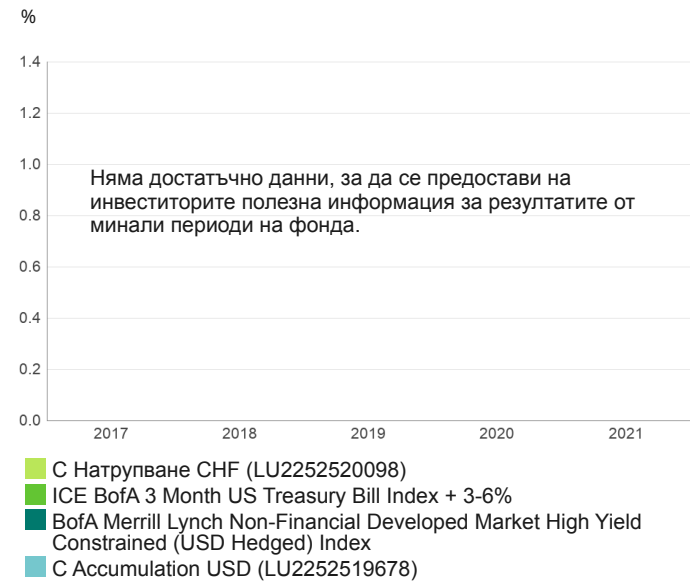 %
1.4
1.2
1.0
Няма достатъчно данни, за да се предостави на
инвеститорите полезна информация за резултатите от
0.8
минали периоди на фонда.
0.6
0.4
0.2
0.0
2017 2018 2019 2020 2021
C Натрупване CHF (LU2252520098)
ICE BofA 3 Month US Treasury Bill Index + 3-6%
BofA Merrill Lynch Non-Financial Developed Market High Yield
Constrained (USD Hedged) Index
C Accumulation USD (LU2252519678)